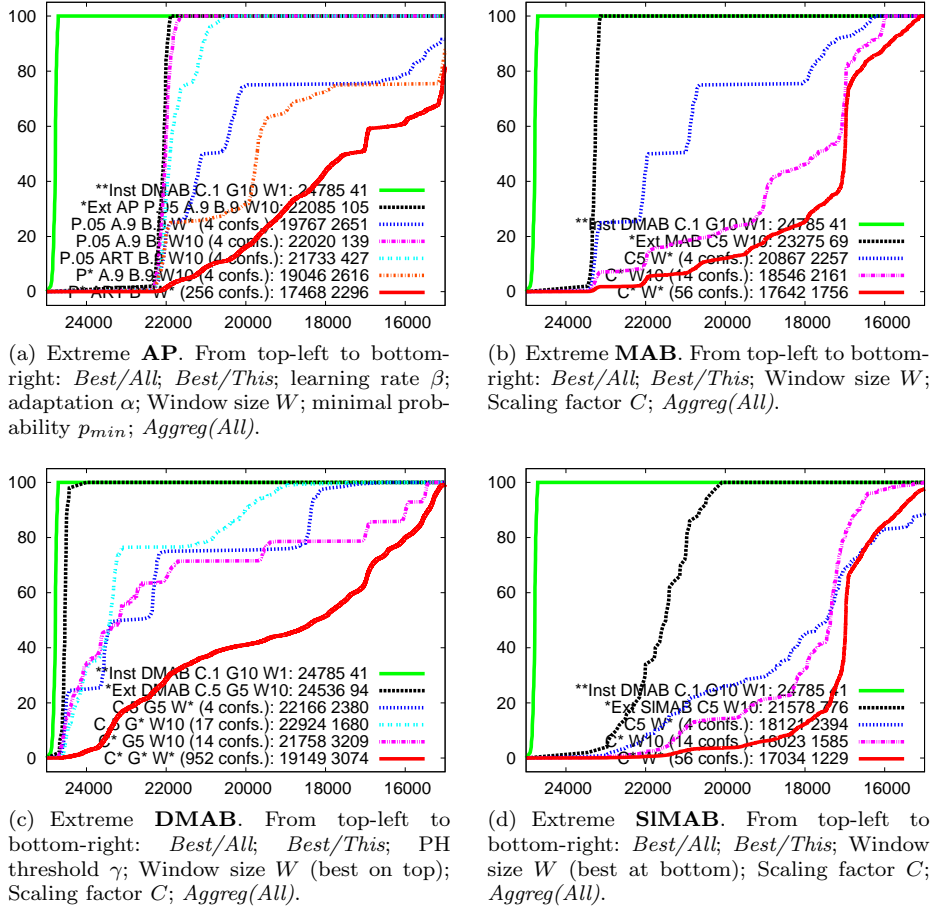 100
80
60
40
20
0
**Inst DMAB C.1 G10 W1: 24785 41
*Ext AP P.05 A.9 B.9 W10: 22085 105
P.05 A.9 B.9 W* (4 confs.): 19767 2651
P.05 A.9 B* W10 (4 confs.): 22020 139
P.05 ART B.9 W10 (4 confs.): 21733 427
P* A.9 B.9 W10 (4 confs.): 19046 2616
P* ART B* W* (256 confs.): 17468 2296
24000 22000 20000 18000 16000
(a) Extreme AP. From top-left to bottom-
right: Best/All; Best/This; learning rate β;
adaptation α; Window size W; minimal prob-
ability pmin; Aggreg(All).
100
80
60
40
20
0
**Inst DMAB C.1 G10 W1: 24785 41
*Ext MAB C5 W10: 23275 69
C5 W* (4 confs.): 20867 2257
C* W10 (14 confs.): 18546 2161
C* W* (56 confs.): 17642 1756
24000 22000 20000 18000 16000
(b) Extreme MAB. From top-left to bottom-
right: Best/All; Best/This; Window size W;
Scaling factor C; Aggreg(All).
100
80
60
40
20
0
**Inst DMAB C.1 G10 W1: 24785 41
*Ext DMAB C.5 G5 W10: 24536 94
C.5 G5 W* (4 confs.): 22166 2380
C.5 G* W10 (17 confs.): 22924 1680
C* G5 W10 (14 confs.): 21758 3209
C* G* W* (952 confs.): 19149 3074
24000 22000 20000 18000 16000
(c) Extreme DMAB. From top-left to
bottom-right: Best/All; Best/This; PH
threshold γ; Window size W (best on top);
Scaling factor C; Aggreg(All).
100
80
60
40
20
0
**Inst DMAB C.1 G10 W1: 24785 41
*Ext SlMAB C5 W10: 21578 776
C5 W* (4 confs.): 18121 2394
C* W10 (14 confs.): 18023 1585
C* W* (56 confs.): 17034 1229
24000 22000 20000 18000 16000
(d) Extreme SlMAB. From top-left to
bottom-right: Best/All; Best/This; Window
size W (best at bottom); Scaling factor C;
Aggreg(All).